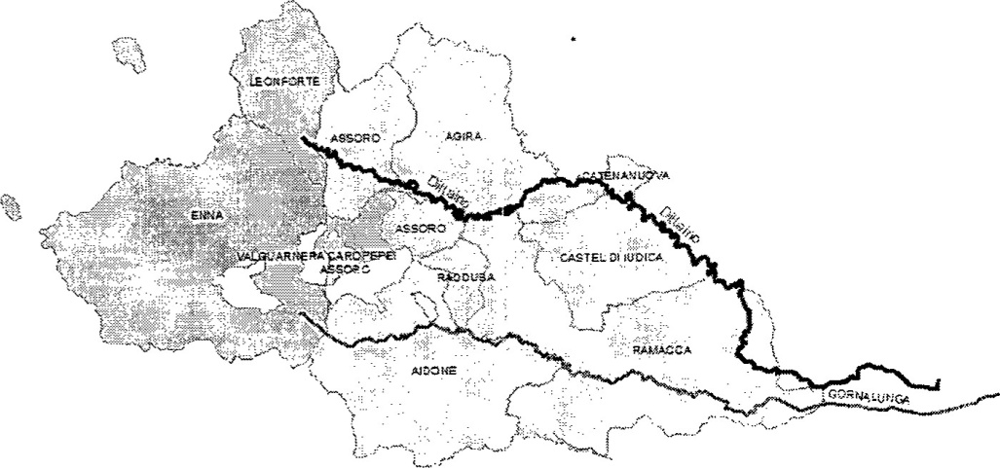 LEONFORTE
ASSORO
AGIRA
CATENANUOVA
Dittaino
Dittaino
ENNA
ASSORO
VALGUARNERA CAROPEPE
ASSORO
CASTEL DI IUDICA
RADDUSA
RAMACCA
AIDONE
GORNALUNGA